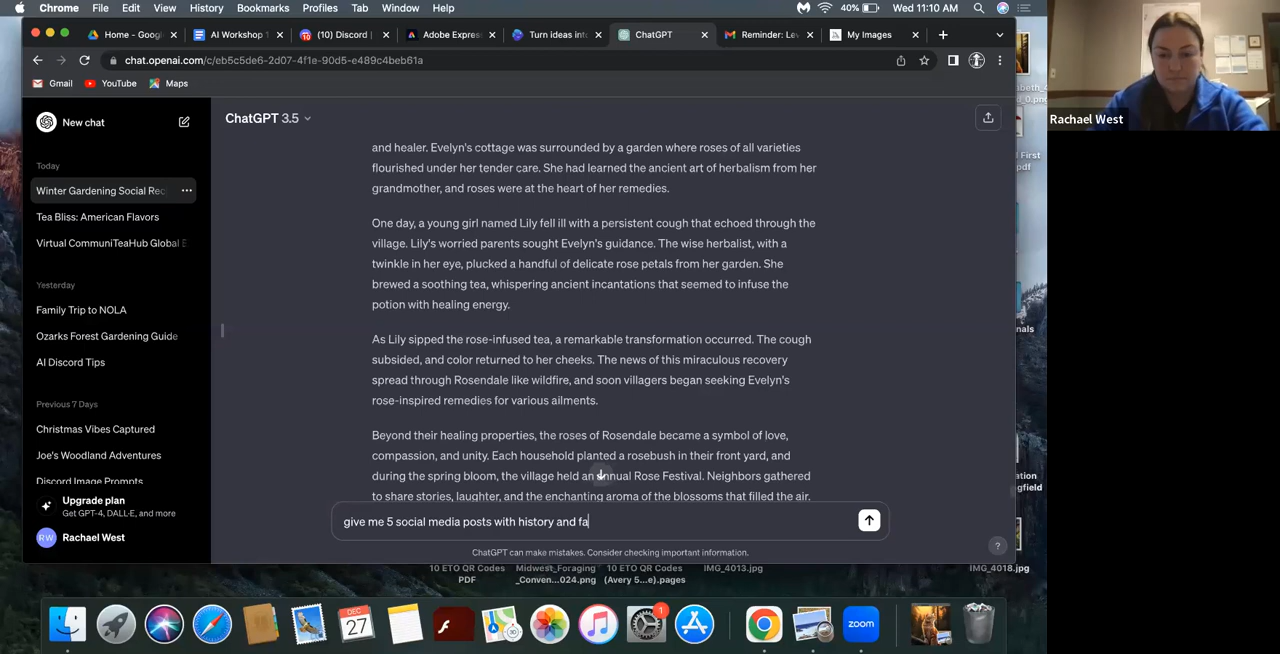 Chrome File Edit View History Bookmarks Profiles Tab Window Help 40% Wed 11:10 AM
Home - Goog AI Workshop 1 (10) Discord | Adobe Expres Turn ideas int ChatGPT Reminder: Lev My Images
chat.openai.com/c/eb5c5de6-2d07-4f1e-90d5-e489c4beb61a
Gmail YouTube Maps
New chat
Today
Winter Gardening Social Rec
Tea Bliss: American Flavors
Virtual CommuniTeaHub Global E
Yesterday
Family Trip to NOLA
Ozarks Forest Gardening Guide
AI Discord Tips
Previous 7 Days
Christmas Vibes Captured
Joe's Woodland Adventures
Discord Image Prompts
Upgrade plan
Get GPT-4, DALL·E, and more
RW Rachael West
ChatGPT 3.5
and healer. Evelyn's cottage was surrounded by a garden where roses of all varieties
flourished under her tender care. She had learned the ancient art of herbalism from her
grandmother, and roses were at the heart of her remedies.
One day, a young girl named Lily fell ill with a persistent cough that echoed through the
village. Lily's worried parents sought Evelyn's guidance. The wise herbalist, with a
twinkle in her eye, plucked a handful of delicate rose petals from her garden. She
brewed a soothing tea, whispering ancient incantations that seemed to infuse the
potion with healing energy.
As Lily sipped the rose-infused tea, a remarkable transformation occurred. The cough
subsided, and color returned to her cheeks. The news of this miraculous recovery
spread through Rosendale like wildfire, and soon villagers began seeking Evelyn's
rose-inspired remedies for various ailments.
Beyond their healing properties, the roses of Rosendale became a symbol of love,
compassion, and unity. Each household planted a rosebush in their front yard, and
during the spring bloom, the village held an annual Rose Festival. Neighbors gathered
to share stories, laughter, and the enchanting aroma of the blossoms that filled the air.
give me 5 social media posts with history and fa
ChatGPT can make mistakes. Consider checking important information.
?
Rachael West
10 ETO QR Codes PDF
Midwest_Foraging _Conven...024.png
10 ETO QR Codes (Avery 5...e).pages
IMG_4013.jpg
IMG_4018.jpg
DEC 27
1
zoom